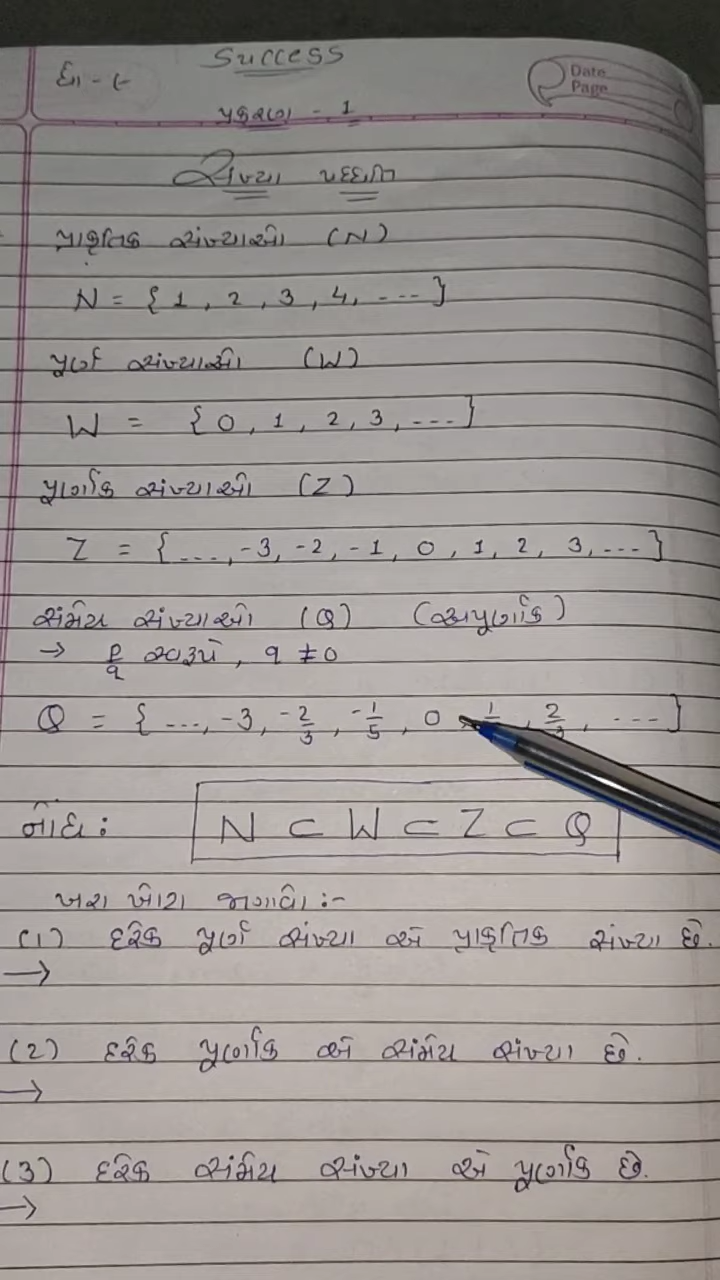 Success
ધો - ૯
Date
Page
પ્રકરણ - 1
સંખ્યા પદ્ધતિ
પ્રાકૃતિક સંખ્યાઓ (N)
N = { 1 , 2 , 3 , 4, --- }
પૂર્ણ સંખ્યાઓ (W)
W = { 0 , 1 , 2 , 3 , --- }
પૂર્ણાંક સંખ્યાઓ (Z)
Z = { ---, -3, -2, -1, 0, 1, 2, 3, --- }
સંમેય સંખ્યાઓ (Q) (અપૂર્ણાંક)
→ p/q સ્વરૂપે, q ≠ 0
Q = { ---, -3, -2/3, -1/5, 0, 2/3, --- }
નોંધ : N ⊂ W ⊂ Z ⊂ Q
ખરા ખોટા જણાવો :-
(1) દરેક પૂર્ણ સંખ્યા એ પ્રાકૃતિક સંખ્યા છે.
→
(2) દરેક પૂર્ણાંક એ સંમેય સંખ્યા છે.
→
(3) દરેક સંમેય સંખ્યા એ પૂર્ણાંક છે.
→